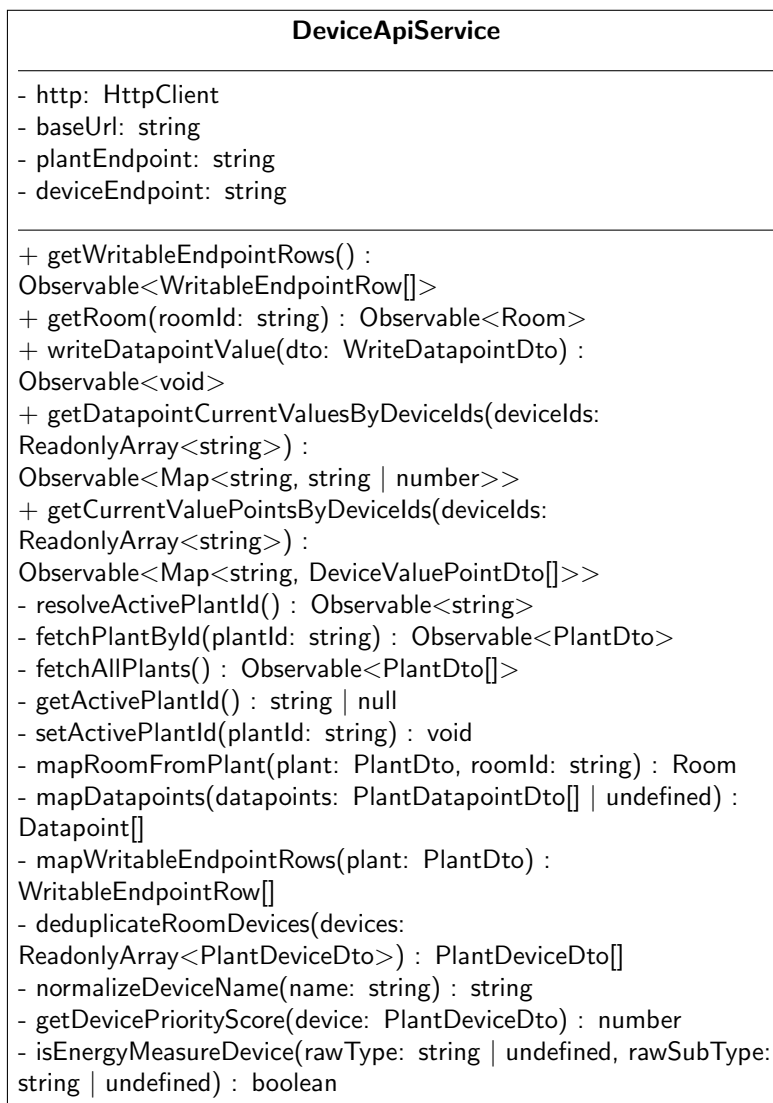 DeviceApiService
- http: HttpClient
- baseUrl: string
- plantEndpoint: string
- deviceEndpoint: string
+ getWritableEndpointRows() :
Observable<WritableEndpointRow[]>
+ getRoom(roomId: string) : Observable<Room>
+ writeDatapointValue(dto: WriteDatapointDto) :
Observable<void>
+ getDatapointCurrentValuesByDeviceIds(deviceIds:
ReadonlyArray<string>) :
Observable<Map<string, string | number>>
+ getCurrentValuePointsByDeviceIds(deviceIds:
ReadonlyArray<string>) :
Observable<Map<string, DeviceValuePointDto[]>>
- resolveActivePlantId() : Observable<string>
- fetchPlantById(plantId: string) : Observable<PlantDto>
- fetchAllPlants() : Observable<PlantDto[]>
- getActivePlantId() : string | null
- setActivePlantId(plantId: string) : void
- mapRoomFromPlant(plant: PlantDto, roomId: string) : Room
- mapDatapoints(datapoints: PlantDatapointDto[] | undefined) :
Datapoint[]
- mapWritableEndpointRows(plant: PlantDto) :
WritableEndpointRow[]
- deduplicateRoomDevices(devices:
ReadonlyArray<PlantDeviceDto>) : PlantDeviceDto[]
- normalizeDeviceName(name: string) : string
- getDevicePriorityScore(device: PlantDeviceDto) : number
- isEnergyMeasureDevice(rawType: string | undefined, rawSubType:
string | undefined) : boolean